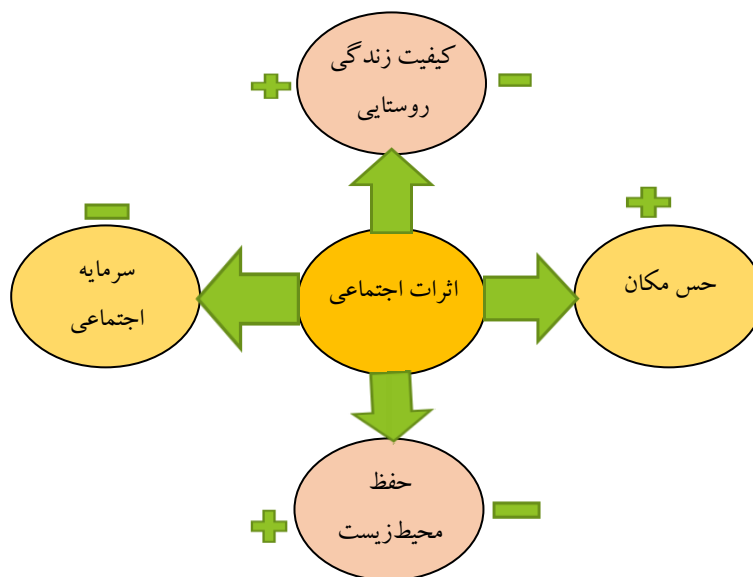 کیفیت زندگی
روستایی
حس مکان
اثرات اجتماعی
سرمایه
اجتماعی
حفظ
محیط‌زیست